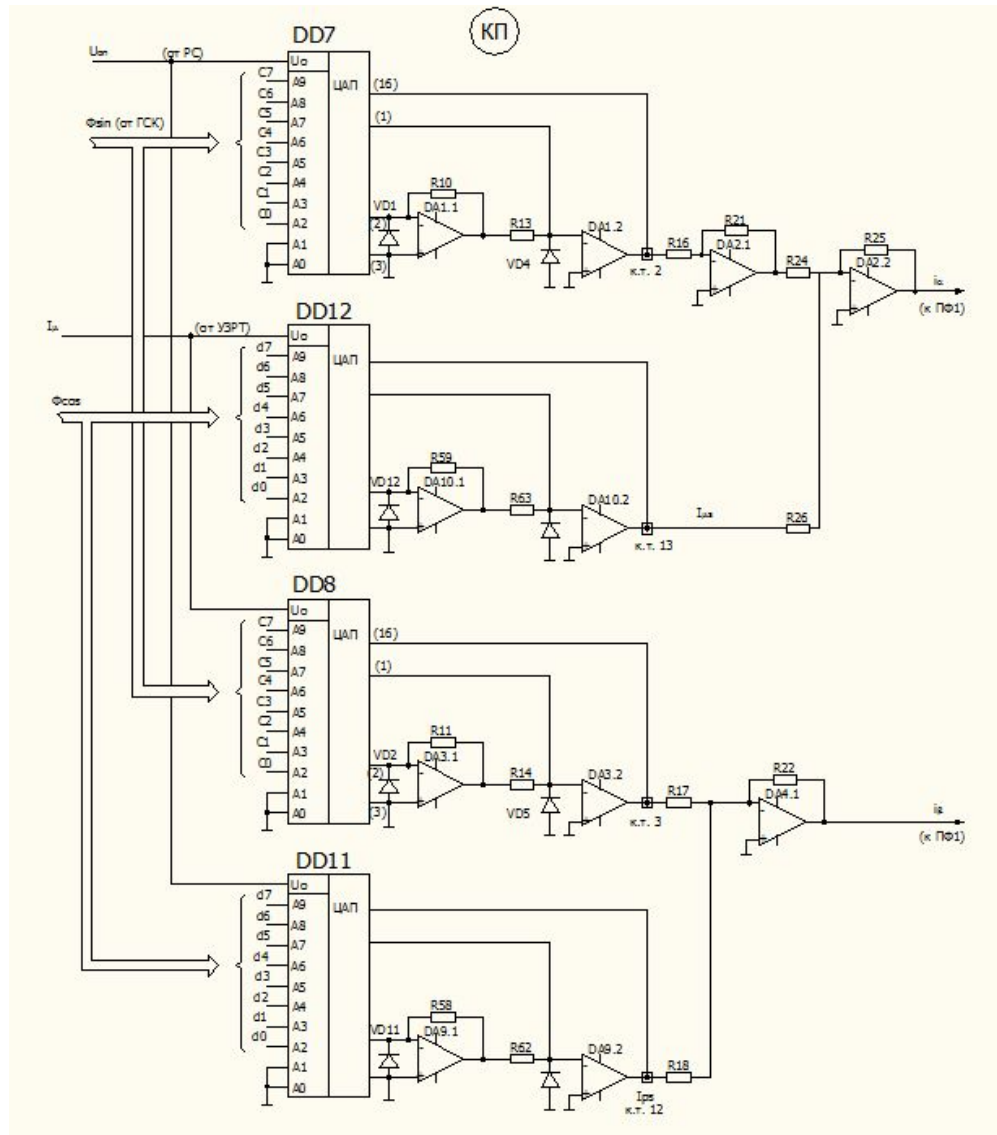 КП
DD7
Uоп
(от РС)
Uo
ЦАП
C7
A9
(16)
C6
A8
C5
A7
(1)
Φsin (от ГСК)
C4
A6
C3
A5
C2
A4
C1
A3
C0
A2
A1
A0
VD1
(2)
(3)
R10
DA1.1
R13
VD4
DA1.2
к.т. 2
R16
R21
DA2.1
R24
R25
DA2.2
(к ПФ1)
DD12
(от УЗРТ)
Uo
ЦАП
d7
A9
d6
A8
d5
A7
Φcos
d4
A6
d3
A5
d2
A4
d1
A3
d0
A2
A1
A0
VD12
R59
DA10.1
R63
DA10.2
к.т. 13
R26
DD8
Uo
ЦАП
C7
A9
(16)
C6
A8
C5
A7
(1)
C4
A6
C3
A5
C2
A4
C1
A3
C0
A2
A1
A0
VD2
(2)
(3)
R11
DA3.1
R14
VD5
DA3.2
к.т. 3
R17
R22
DA4.1
(к ПФ1)
DD11
Uo
ЦАП
d7
A9
d6
A8
d5
A7
d4
A6
d3
A5
d2
A4
d1
A3
d0
A2
A1
A0
VD11
R58
DA9.1
R62
DA9.2
Ips
к.т. 12
R18